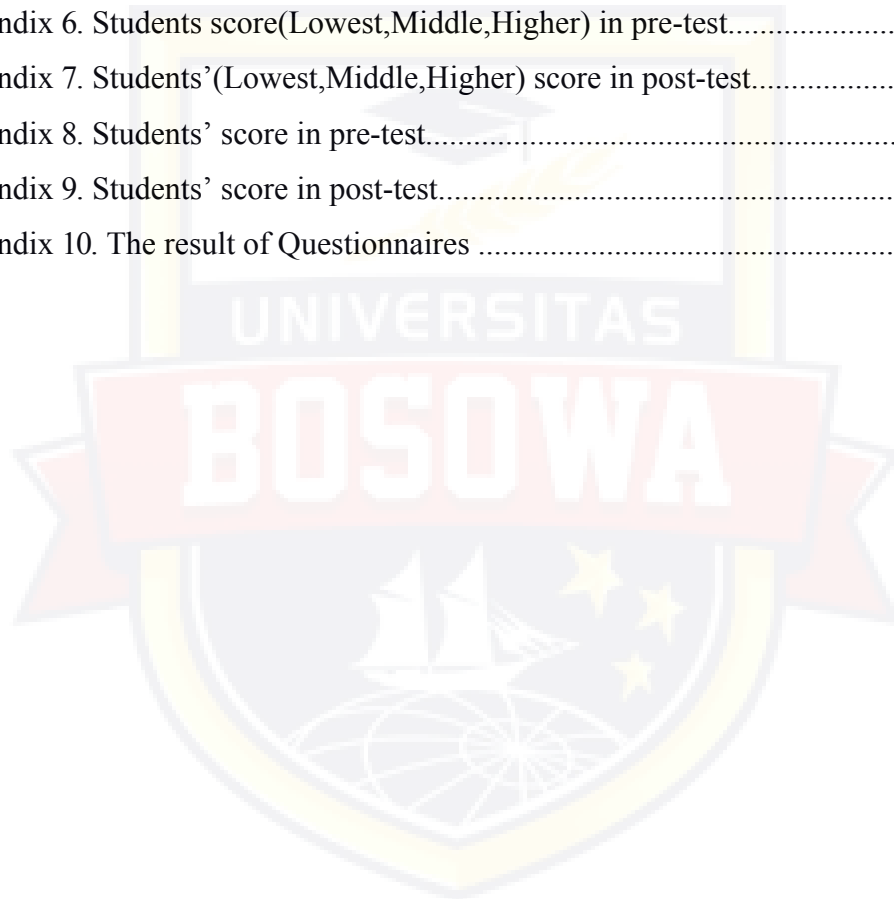 ndix 6. Students score(Lowest,Middle,Higher) in pre-test....................
ndix 7. Students’(Lowest,Middle,Higher) score in post-test.................
ndix 8. Students’ score in pre-test.........................................................
ndix 9. Students’ score in post-test.......................................................
ndix 10. The result of Questionnaires ..................................................
UNIVERSITAS
BOSOWA